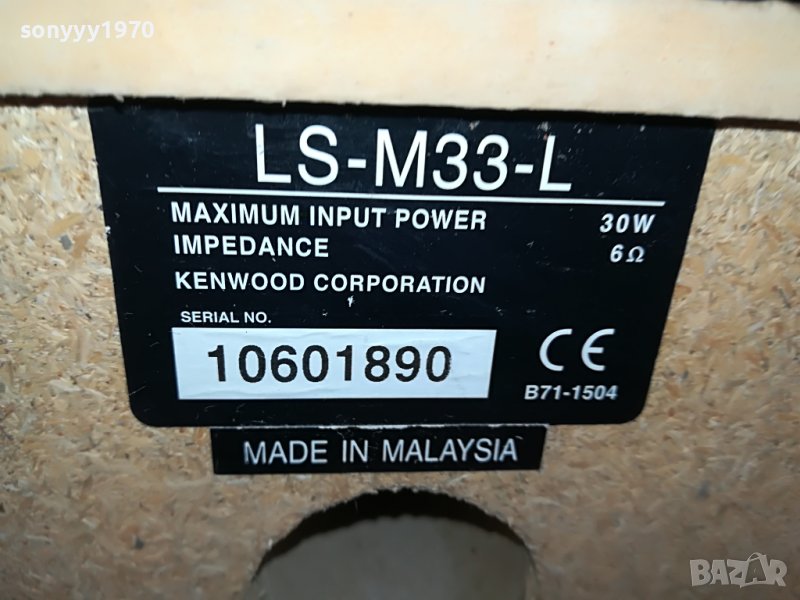 sonyyy1970
LS-M33-L
MAXIMUM INPUT POWER 30W
IMPEDANCE 6Ω
KENWOOD CORPORATION
SERIAL NO.
10601890
CE
B71-1504
MADE IN MALAYSIA
BAZAR